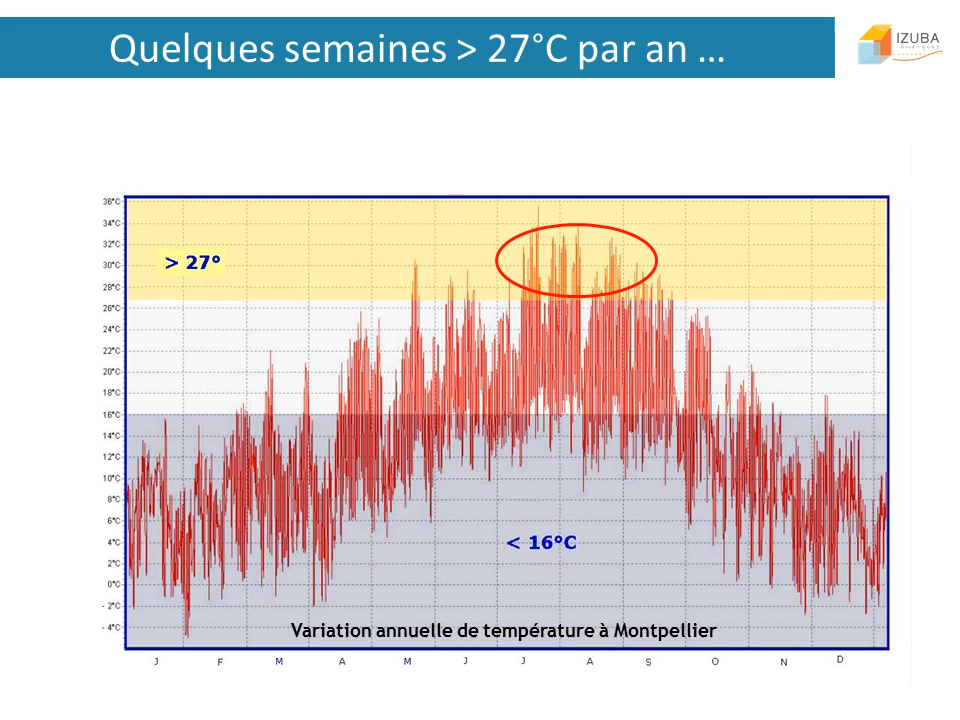 Quelques semaines > 27°C par an …
IZUBA
énergies
36°C
34°C
32°C
> 27°
30°C
28°C
26°C
24°C
22°C
20°C
18°C
16°C
14°C
12°C
10°C
8°C
6°C
4°C
< 16°C
2°C
0°C
- 2°C
- 4°C
Variation annuelle de température à Montpellier
J F M A M J J A S O N D